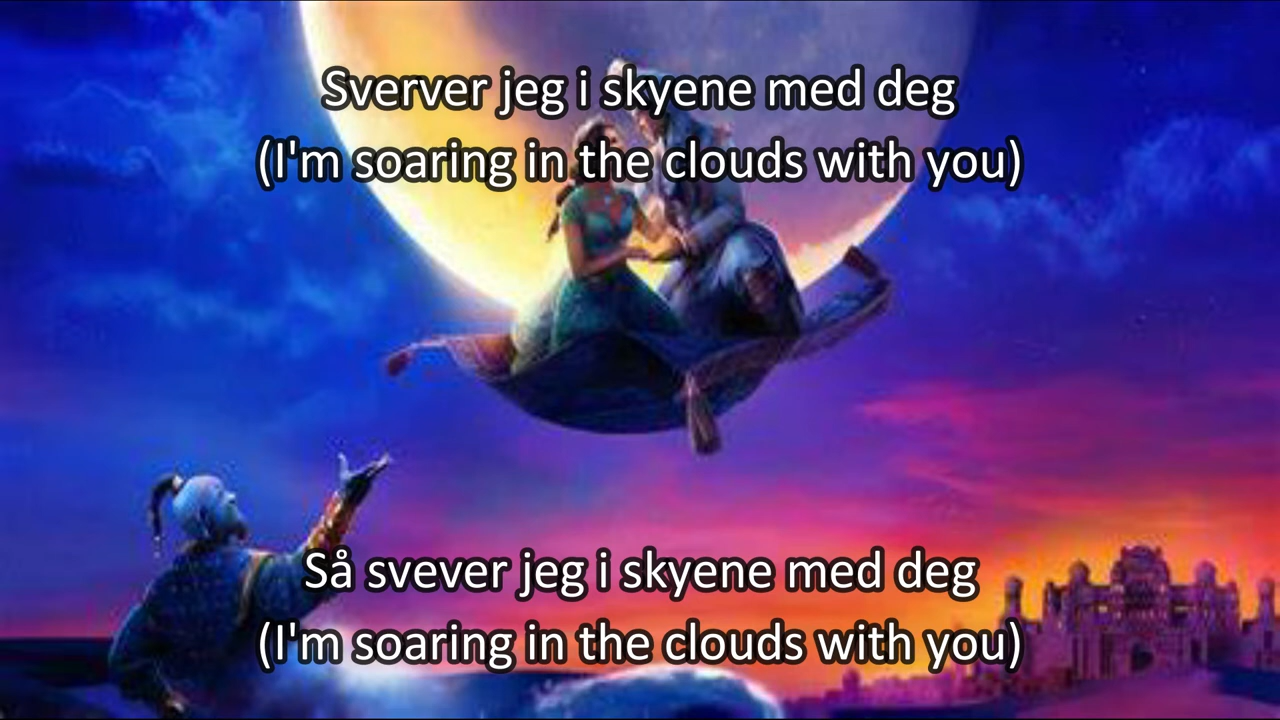 Sverver jeg i skyene med deg
(I'm soaring in the clouds with you)
Så svever jeg i skyene med deg
(I'm soaring in the clouds with you)